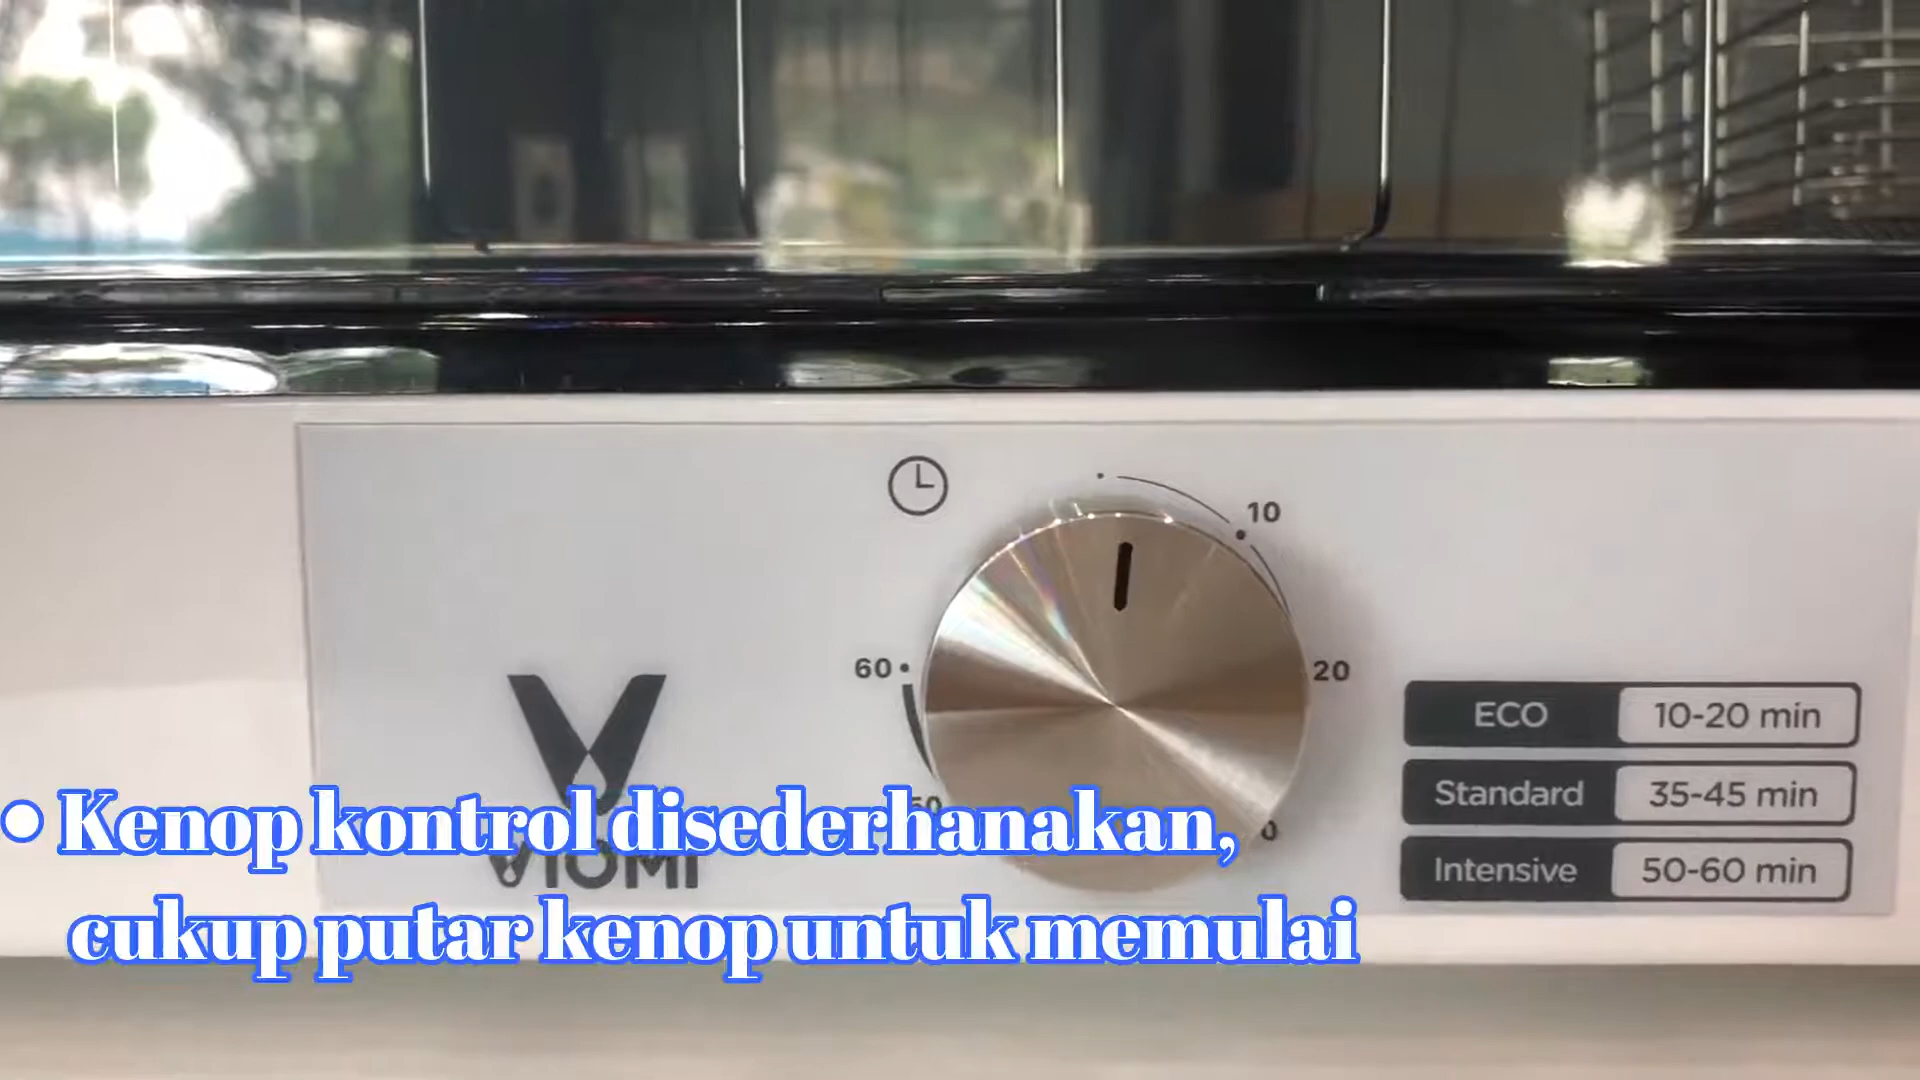 10
60
20
ECO 10-20 min
Standard 35-45 min
Intensive 50-60 min
• Kenop kontrol disederhanakan,
VIOMI
cukup putar kenop untuk memulai